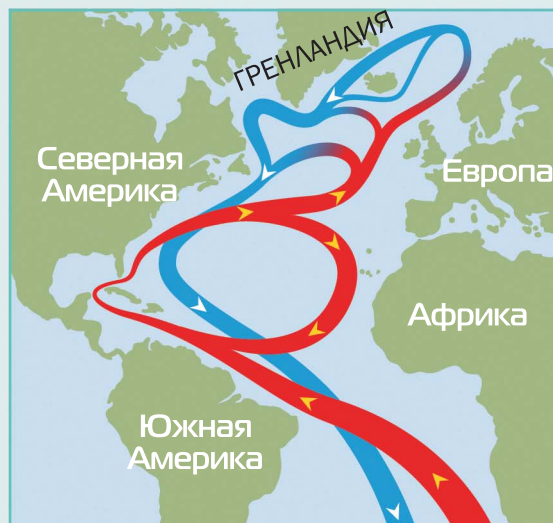 ГРЕНЛАНДИЯ
Северная
Америка
Европа
Африка
Южная
Америка